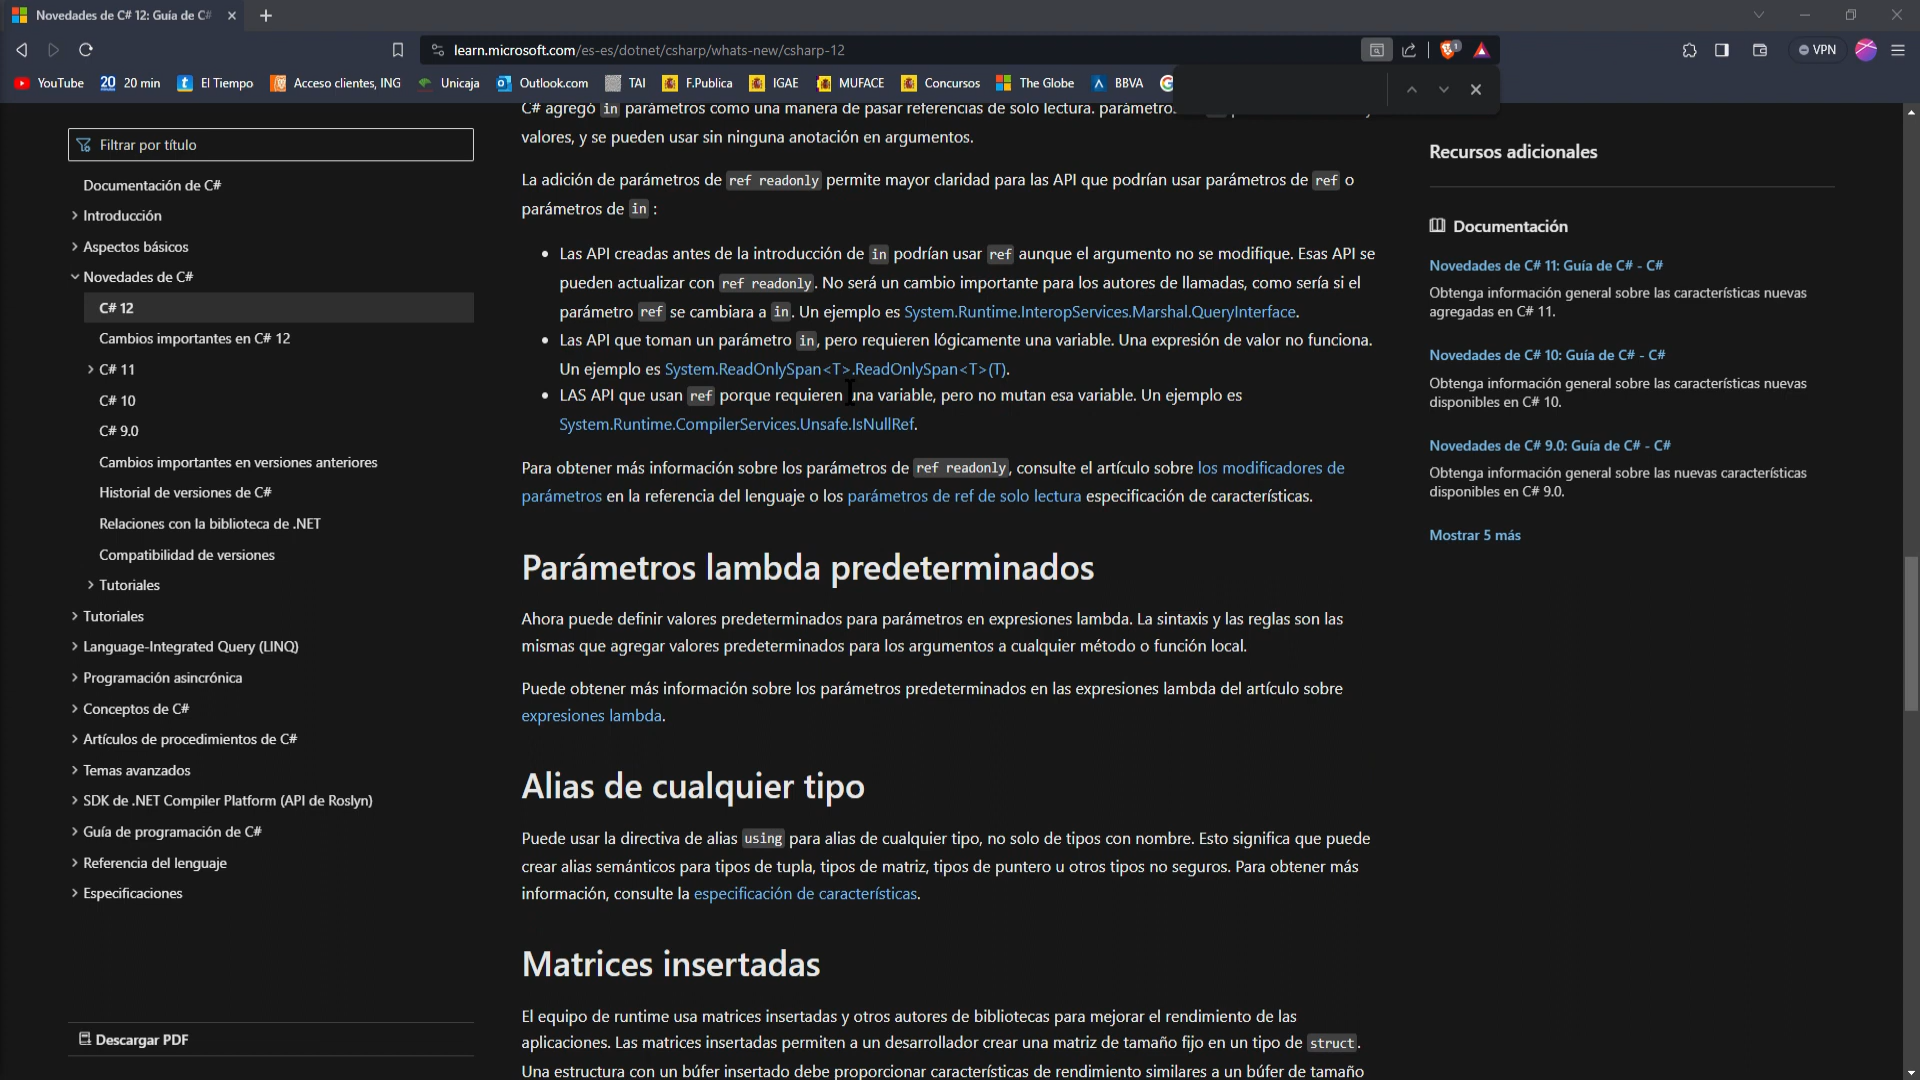 Novedades de C# 12: Guía de C#
learn.microsoft.com/es-es/dotnet/csharp/whats-new/csharp-12
1
VPN
YouTube
20 20 min
t El Tiempo
Acceso clientes, ING
Unicaja
Outlook.com
TAI
F.Publica
IGAE
MUFACE
Concursos
The Globe
BBVA
Filtrar por título
Documentación de C#
Introducción
Aspectos básicos
Novedades de C#
C# 12
Cambios importantes en C# 12
C# 11
C# 10
C# 9.0
Cambios importantes en versiones anteriores
Historial de versiones de C#
Relaciones con la biblioteca de .NET
Compatibilidad de versiones
Tutoriales
Tutoriales
Language-Integrated Query (LINQ)
Programación asincrónica
Conceptos de C#
Artículos de procedimientos de C#
Temas avanzados
SDK de .NET Compiler Platform (API de Roslyn)
Guía de programación de C#
Referencia del lenguaje
Especificaciones
Descargar PDF
C# agregó in parámetros como una manera de pasar referencias de solo lectura.
valores, y se pueden usar sin ninguna anotación en argumentos.
La adición de parámetros de ref readonly permite mayor claridad para las API que podrían usar parámetros de ref o
parámetros de in :
• Las API creadas antes de la introducción de in podrían usar ref aunque el argumento no se modifique. Esas API se
pueden actualizar con ref readonly. No será un cambio importante para los autores de llamadas, como sería si el
parámetro ref se cambiara a in. Un ejemplo es System.Runtime.InteropServices.Marshal.QueryInterface.
• Las API que toman un parámetro in, pero requieren lógicamente una variable. Una expresión de valor no funciona.
Un ejemplo es System.ReadOnlySpan<T>.ReadOnlySpan<T>(T).
• LAS API que usan ref porque requieren una variable, pero no mutan esa variable. Un ejemplo es
System.Runtime.CompilerServices.Unsafe.IsNullRef.
Para obtener más información sobre los parámetros de ref readonly, consulte el artículo sobre los modificadores de
parámetros en la referencia del lenguaje o los parámetros de ref de solo lectura especificación de características.
Parámetros lambda predeterminados
Ahora puede definir valores predeterminados para parámetros en expresiones lambda. La sintaxis y las reglas son las
mismas que agregar valores predeterminados para los argumentos a cualquier método o función local.
Puede obtener más información sobre los parámetros predeterminados en las expresiones lambda del artículo sobre
expresiones lambda.
Alias de cualquier tipo
Puede usar la directiva de alias using para alias de cualquier tipo, no solo de tipos con nombre. Esto significa que puede
crear alias semánticos para tipos de tupla, tipos de matriz, tipos de puntero u otros tipos no seguros. Para obtener más
información, consulte la especificación de características.
Matrices insertadas
El equipo de runtime usa matrices insertadas y otros autores de bibliotecas para mejorar el rendimiento de las
aplicaciones. Las matrices insertadas permiten a un desarrollador crear una matriz de tamaño fijo en un tipo de struct.
Una estructura con un búfer insertado debe proporcionar características de rendimiento similares a un búfer de tamaño
Recursos adicionales
Documentación
Novedades de C# 11: Guía de C# - C#
Obtenga información general sobre las características nuevas
agregadas en C# 11.
Novedades de C# 10: Guía de C# - C#
Obtenga información general sobre las características nuevas
disponibles en C# 10.
Novedades de C# 9.0: Guía de C# - C#
Obtenga información general sobre las nuevas características
disponibles en C# 9.0.
Mostrar 5 más